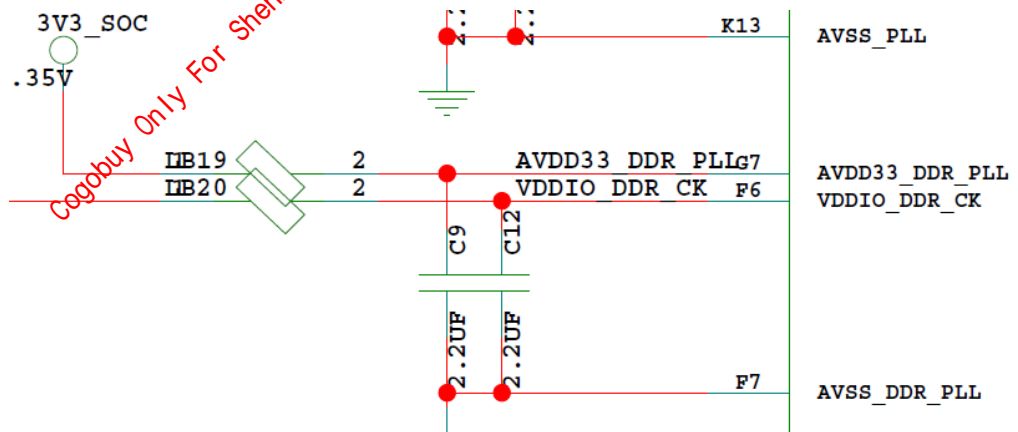 3V3_SOC
.35V
Cogobuy Only For Shen
K13
AVSS_PLL
LB19
2
AVDD33_DDR_PLL
G7
AVDD33_DDR_PLL
LB20
2
VDDIO_DDR_CK
F6
VDDIO_DDR_CK
C9
C12
2.2UF
2.2UF
F7
AVSS_DDR_PLL